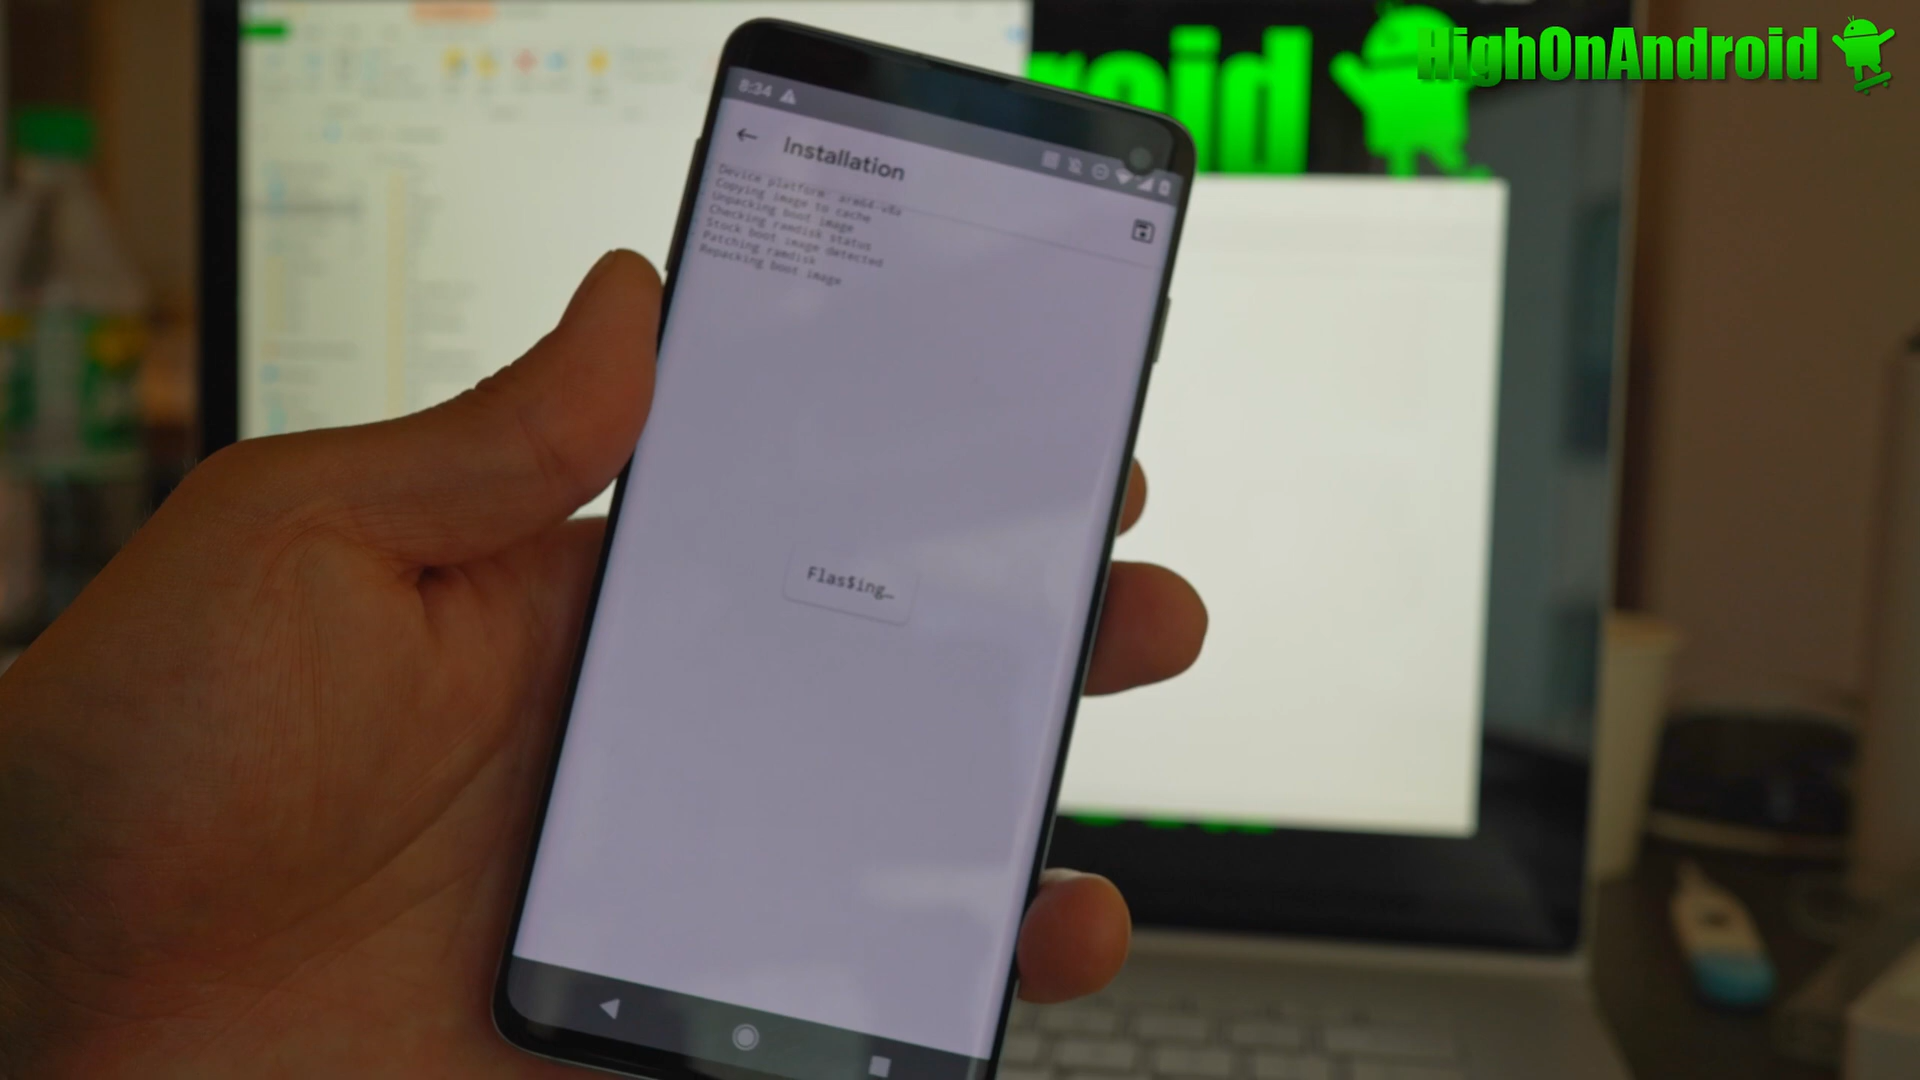 HighOnAndroid
roid
8:34
Installation
Device platform: arm64-v8a
Copying image to cache
Unpacking boot image
Checking ramdisk status
Stock boot image detected
Patching ramdisk
Repacking boot image
Flas$ing…